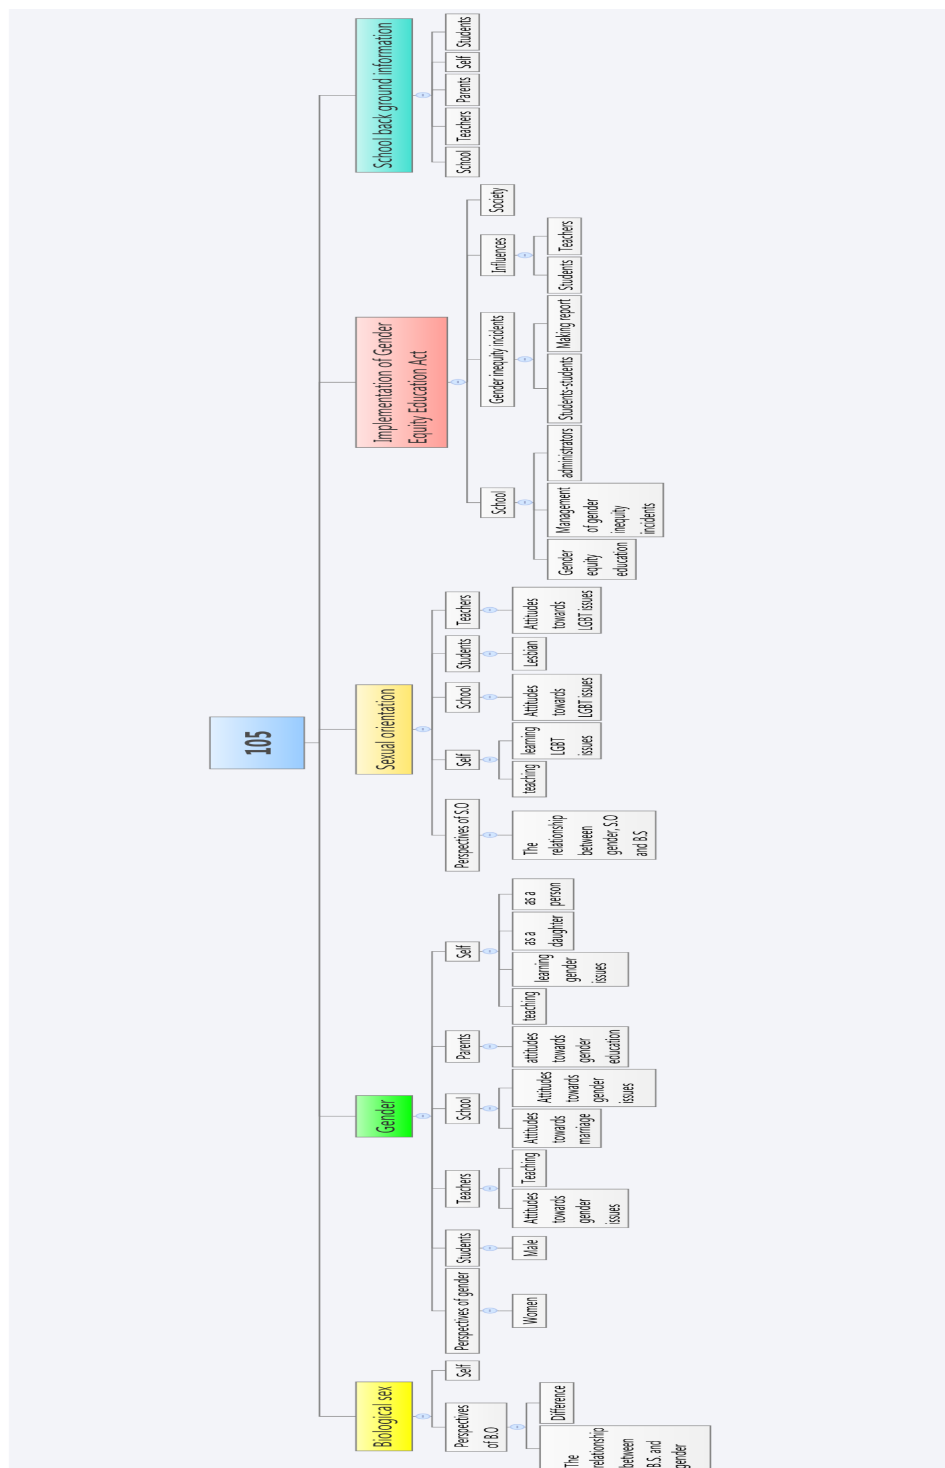 105
Biological sex
Perspectives
of B.O
The
relationship
between
B.S. and
gender
Difference
Self
Gender
Perspectives of gender
Women
Students
Male
Teachers
Attitudes
towards
gender
issues
Teaching
School
Attitudes
towards
marriage
Attitudes
towards
gender
issues
Parents
attitudes
towards
gender
education
Self
teaching
learning
gender
issues
as a
daughter
as a
person
Sexual orientation
Perspectives of S.O
The
relationship
between
gender, S.O
and B.S
Self
teaching
learning
LGBT
issues
School
Attitudes
towards
LGBT issues
Students
Lesbian
Teachers
Attitudes
towards
LGBT issues
Implementation of Gender
Equity Education Act
School
Gender
equity
education
Management
of gender
inequity
incidents
administrators
Gender inequity incidents
Students-students
Making report
Influences
Students
Teachers
Society
School back ground information
School
Teachers
Parents
Self
Students